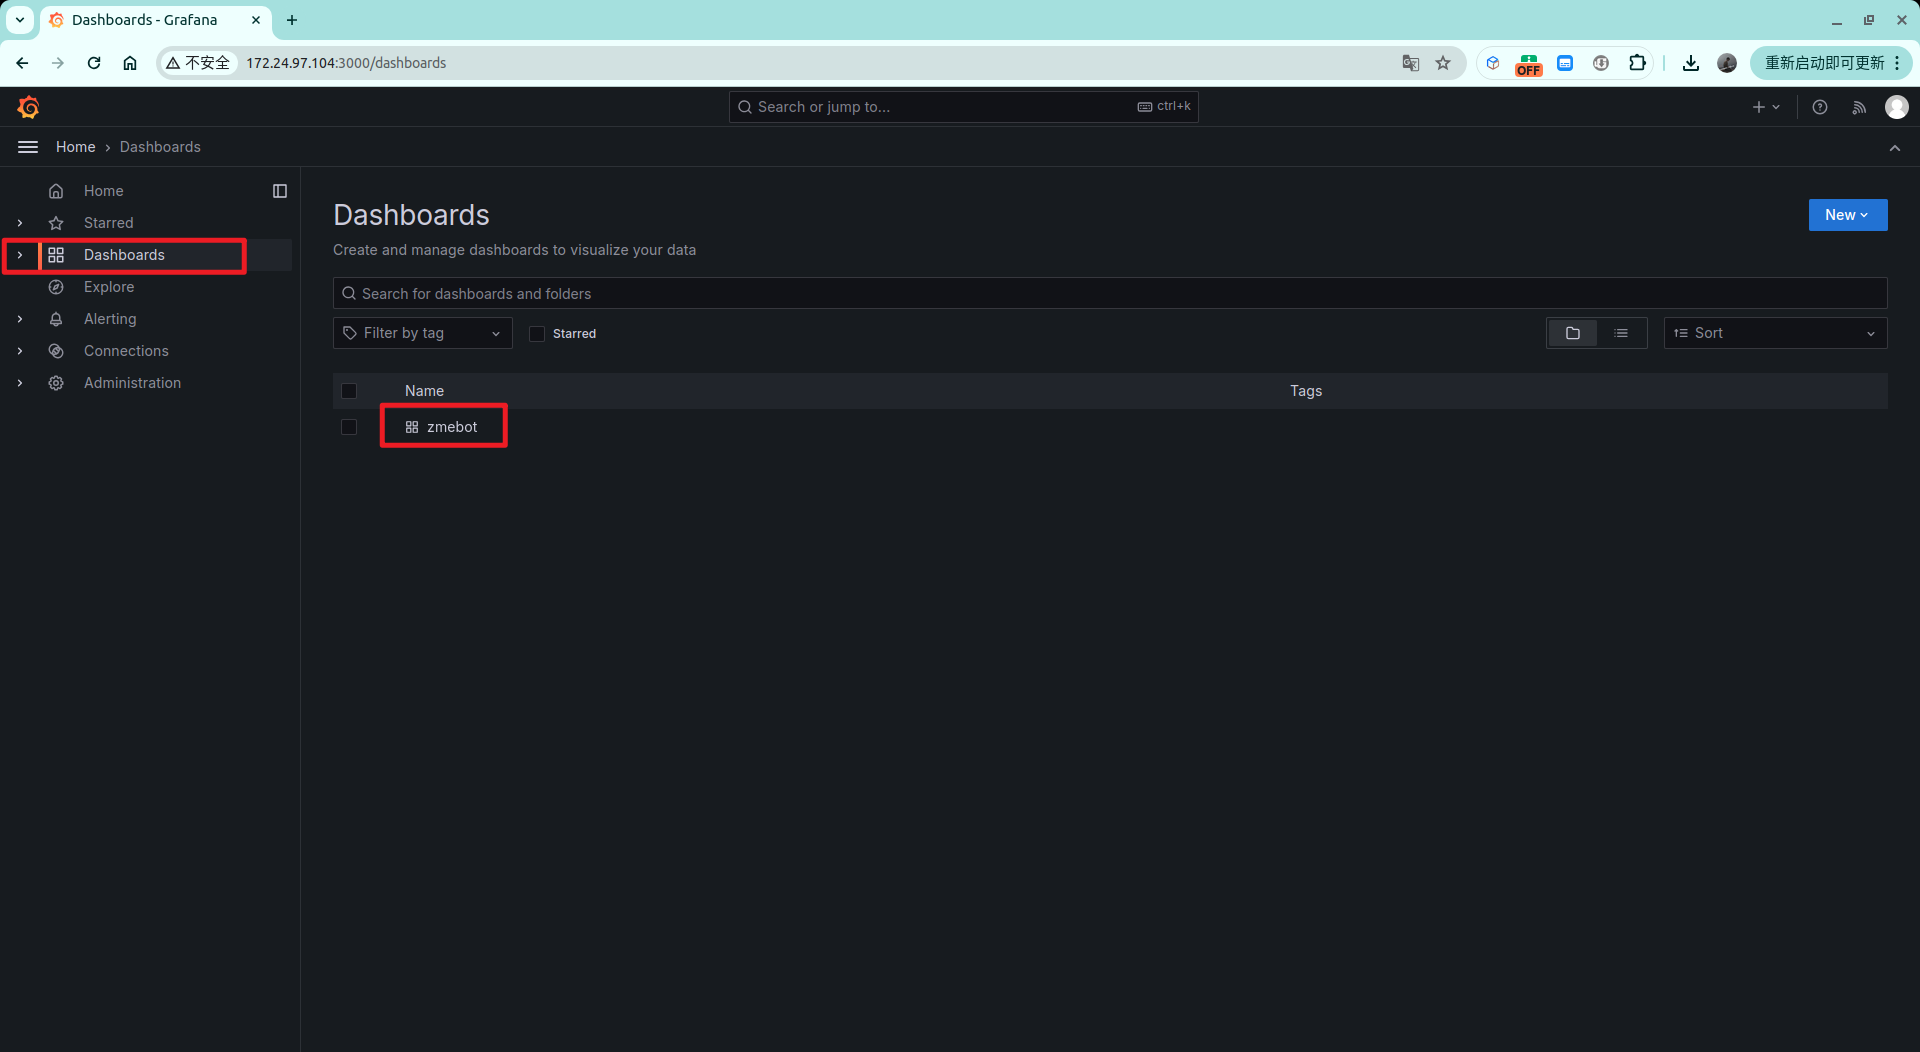 Dashboards - Grafana
不安全
172.24.97.104:3000/dashboards
OFF
重新启动即可更新
Search or jump to...
ctrl+k
Home › Dashboards
Home
Starred
Dashboards
Explore
Alerting
Connections
Administration
Dashboards
New
Create and manage dashboards to visualize your data
Search for dashboards and folders
Filter by tag
Starred
Sort
Name
Tags
zmebot